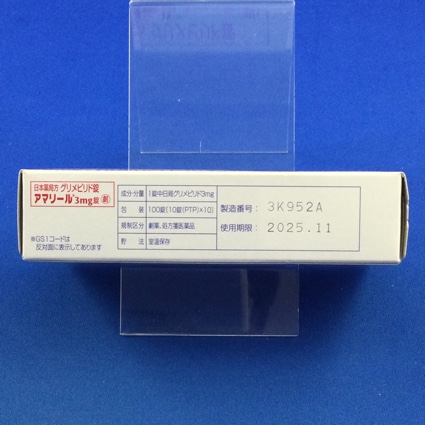 日本薬局方 グリメピリド錠
アマリール® 3mg錠 劇
※GS1コードは
反対面に表示してあります
成分・分量 1錠中日局グリメピリド3mg
包装 100錠(10錠(PTP)×10)
規制区分 劇薬、処方箋医薬品
貯法 室温保存
製造番号: 3K952A
使用期限: 2025.11